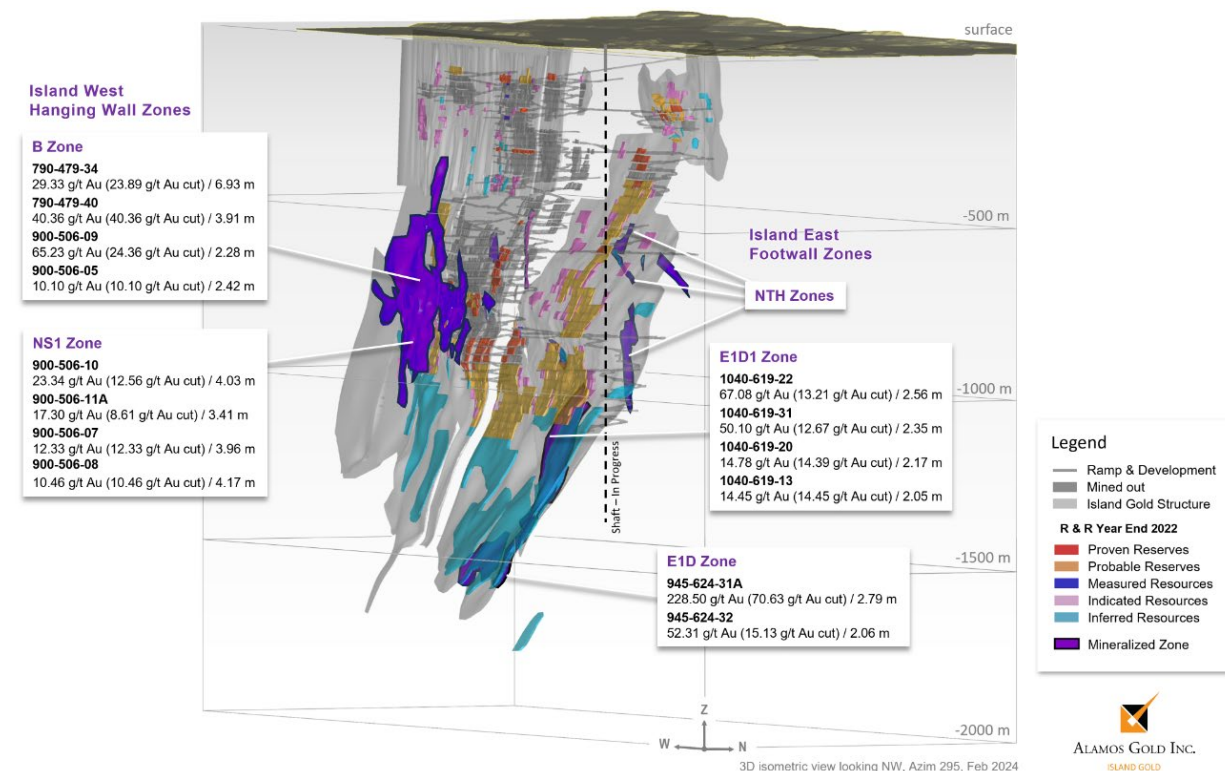 surface
Island West
Hanging Wall Zones
B Zone
790-479-34
29.33 g/t Au (23.89 g/t Au cut) / 6.93 m
790-479-40
40.36 g/t Au (40.36 g/t Au cut) / 3.91 m
900-506-09
65.23 g/t Au (24.36 g/t Au cut) / 2.28 m
900-506-05
10.10 g/t Au (10.10 g/t Au cut) / 2.42 m
NS1 Zone
900-506-10
23.34 g/t Au (12.56 g/t Au cut) / 4.03 m
900-506-11A
17.30 g/t Au (8.61 g/t Au cut) / 3.41 m
900-506-07
12.33 g/t Au (12.33 g/t Au cut) / 3.96 m
900-506-08
10.46 g/t Au (10.46 g/t Au cut) / 4.17 m
-500 m
Island East
Footwall Zones
NTH Zones
E1D1 Zone
1040-619-22
67.08 g/t Au (13.21 g/t Au cut) / 2.56 m
1040-619-31
50.10 g/t Au (12.67 g/t Au cut) / 2.35 m
1040-619-20
14.78 g/t Au (14.39 g/t Au cut) / 2.17 m
1040-619-13
14.45 g/t Au (14.45 g/t Au cut) / 2.05 m
-1000 m
Shaft – In Progress
-1500 m
E1D Zone
945-624-31A
228.50 g/t Au (70.63 g/t Au cut) / 2.79 m
945-624-32
52.31 g/t Au (15.13 g/t Au cut) / 2.06 m
-2000 m
Z
W
N
3D isometric view looking NW, Azim 295, Feb 2024
Legend
Ramp & Development
Mined out
Island Gold Structure
R & R Year End 2022
Proven Reserves
Probable Reserves
Measured Resources
Indicated Resources
Inferred Resources
Mineralized Zone
ALAMOS GOLD INC.
ISLAND GOLD